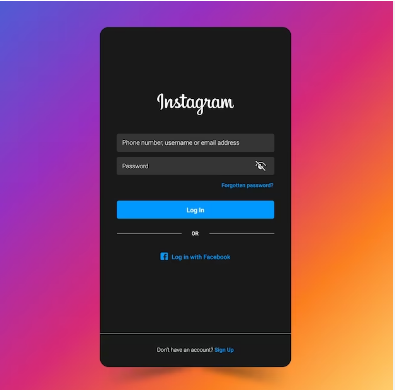 Instagram
Phone number, username or email address
Password
Forgotten password?
Log In
OR
Log in with Facebook
Don't have an account? Sign Up